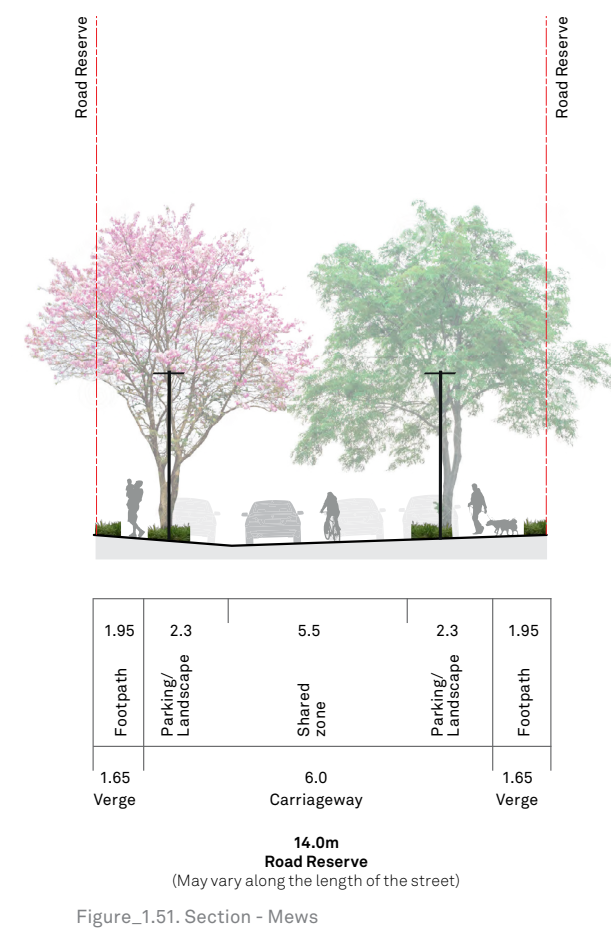 Road Reserve
Road Reserve
1.95 2.3 5.5 2.3 1.95
Footpath
Parking/
Landscape
Shared
zone
Parking/
Landscape
Footpath
1.65 6.0 1.65
Verge Carriageway Verge
14.0m
Road Reserve
(May vary along the length of the street)
Figure_1.51. Section - Mews